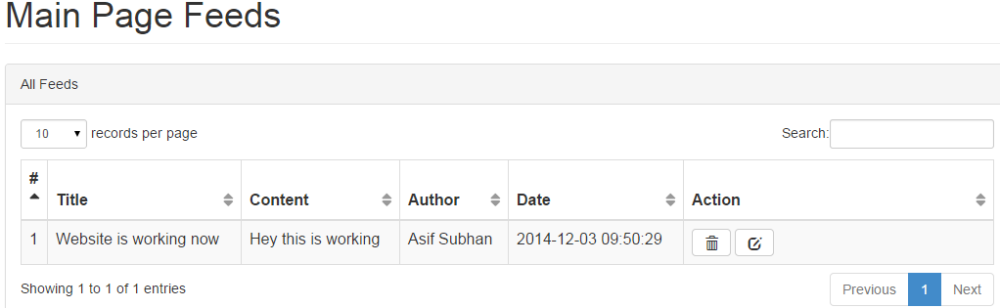 Main Page Feeds
All Feeds
10 records per page Search:
# Title Content Author Date Action
1 Website is working now Hey this is working Asif Subhan 2014-12-03 09:50:29
Showing 1 to 1 of 1 entries Previous 1 Next